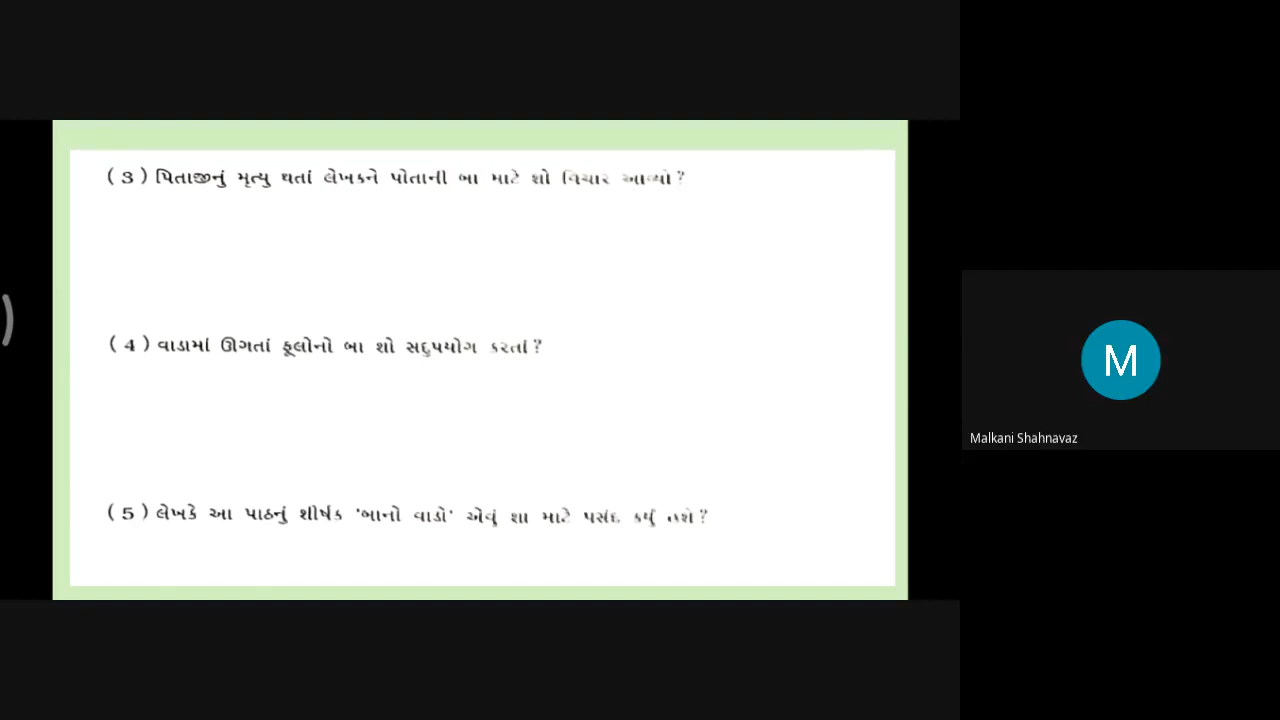 ( 3 ) પિતાજીનું મૃત્યુ થતાં લેખકને પોતાની બા માટે શો વિચાર આવ્યો ?
( 4 ) વાડામાં ઊગતાં ફૂલોનો બા શો સદુપયોગ કરતાં ?
( 5 ) લેખકે આ પાઠનું શીર્ષક 'બાનો વાડો' એવું શા માટે પસંદ કર્યું હશે ?
M
Malkani Shahnavaz